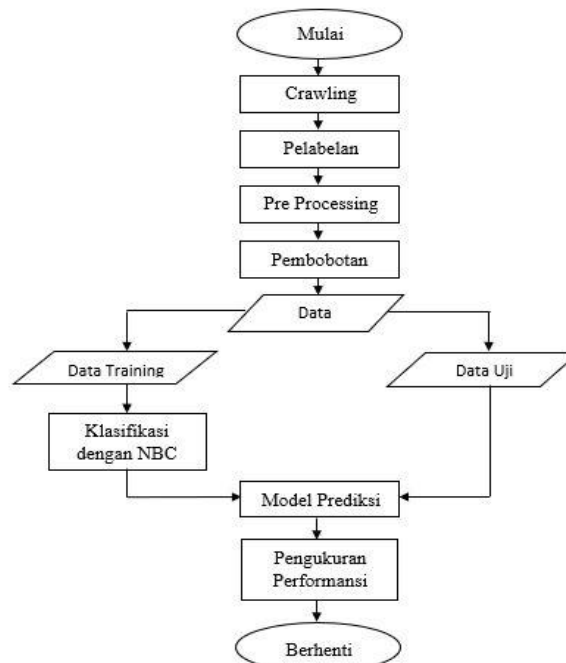 Mulai
Crawling
Pelabelan
Pre Processing
Pembobotan
Data
Data Training
Data Uji
Klasifikasi
dengan NBC
Model Prediksi
Pengukuran
Performansi
Berhenti